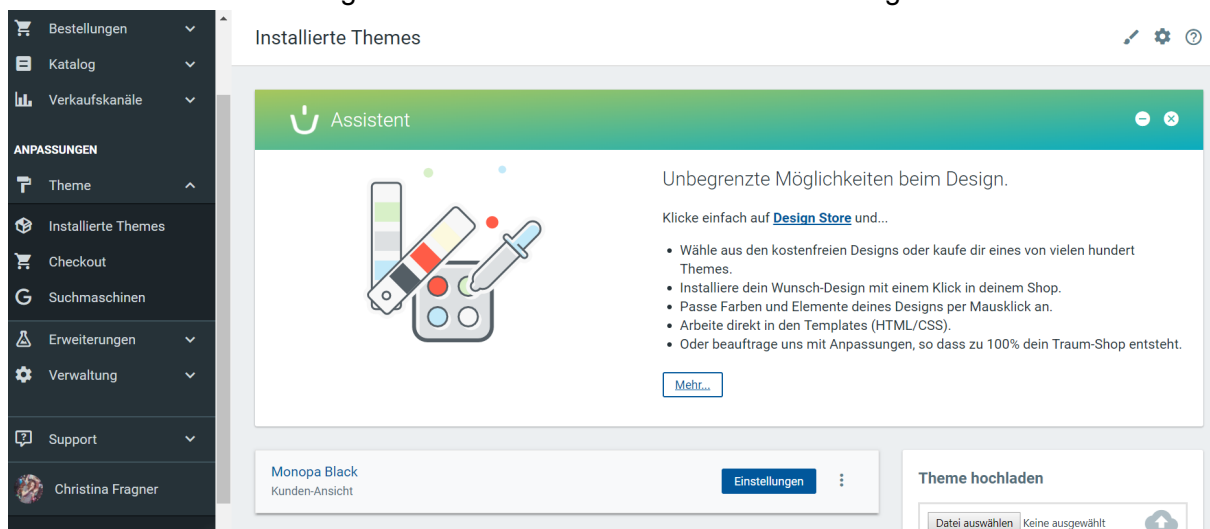 Bestellungen
Katalog
Verkaufskanäle
ANPASSUNGEN
Theme
Installierte Themes
Checkout
Suchmaschinen
Erweiterungen
Verwaltung
Support
Christina Fragner
Installierte Themes
Assistent
Unbegrenzte Möglichkeiten beim Design.
Klicke einfach auf Design Store und...
• Wähle aus den kostenfreien Designs oder kaufe dir eines von vielen hundert
Themes.
• Installiere dein Wunsch-Design mit einem Klick in deinem Shop.
• Passe Farben und Elemente deines Designs per Mausklick an.
• Arbeite direkt in den Templates (HTML/CSS).
• Oder beauftrage uns mit Anpassungen, so dass zu 100% dein Traum-Shop entsteht.
Mehr...
Monopa Black
Kunden-Ansicht
Einstellungen
Theme hochladen
Datei auswählen Keine ausgewählt